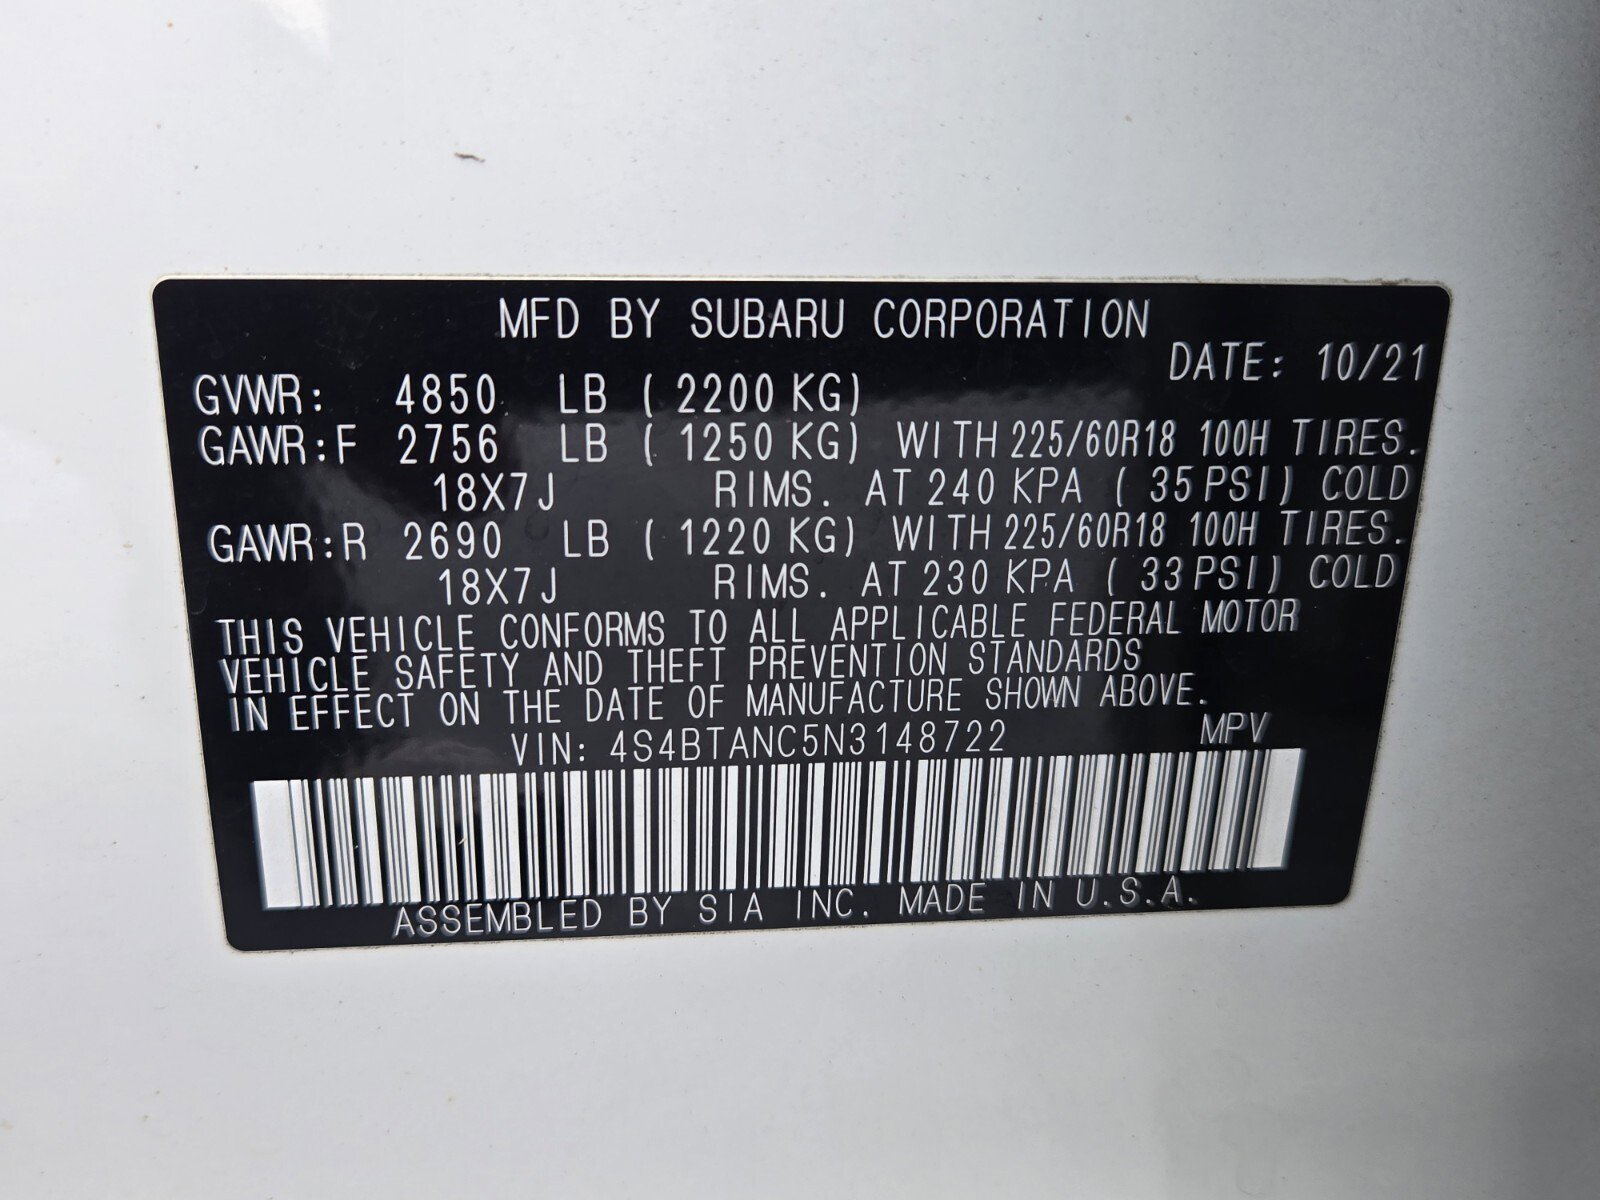 MFD BY SUBARU CORPORATION
DATE: 10/21
GVWR: 4850 LB ( 2200 KG)
GAWR:F 2756 LB ( 1250 KG) WITH 225/60R18 100H TIRES.
18X7J RIMS. AT 240 KPA ( 35 PSI) COLD
GAWR:R 2690 LB ( 1220 KG) WITH 225/60R18 100H TIRES.
18X7J RIMS. AT 230 KPA ( 33 PSI) COLD
THIS VEHICLE CONFORMS TO ALL APPLICABLE FEDERAL MOTOR
VEHICLE SAFETY AND THEFT PREVENTION STANDARDS
IN EFFECT ON THE DATE OF MANUFACTURE SHOWN ABOVE.
VIN: 4S4BTANC5N3148722 MPV
ASSEMBLED BY SIA INC. MADE IN U.S.A.